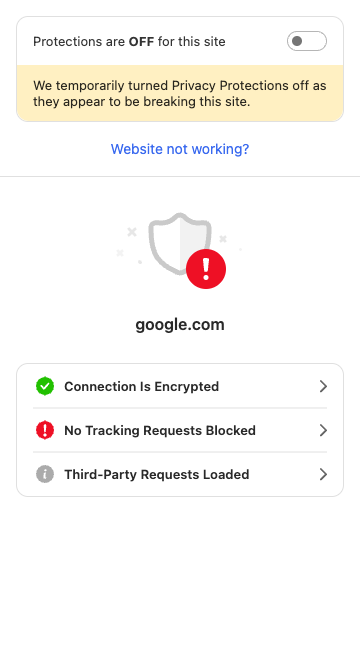 Protections are OFF for this site
We temporarily turned Privacy Protections off as
they appear to be breaking this site.
Website not working?
google.com
Connection Is Encrypted
No Tracking Requests Blocked
Third-Party Requests Loaded